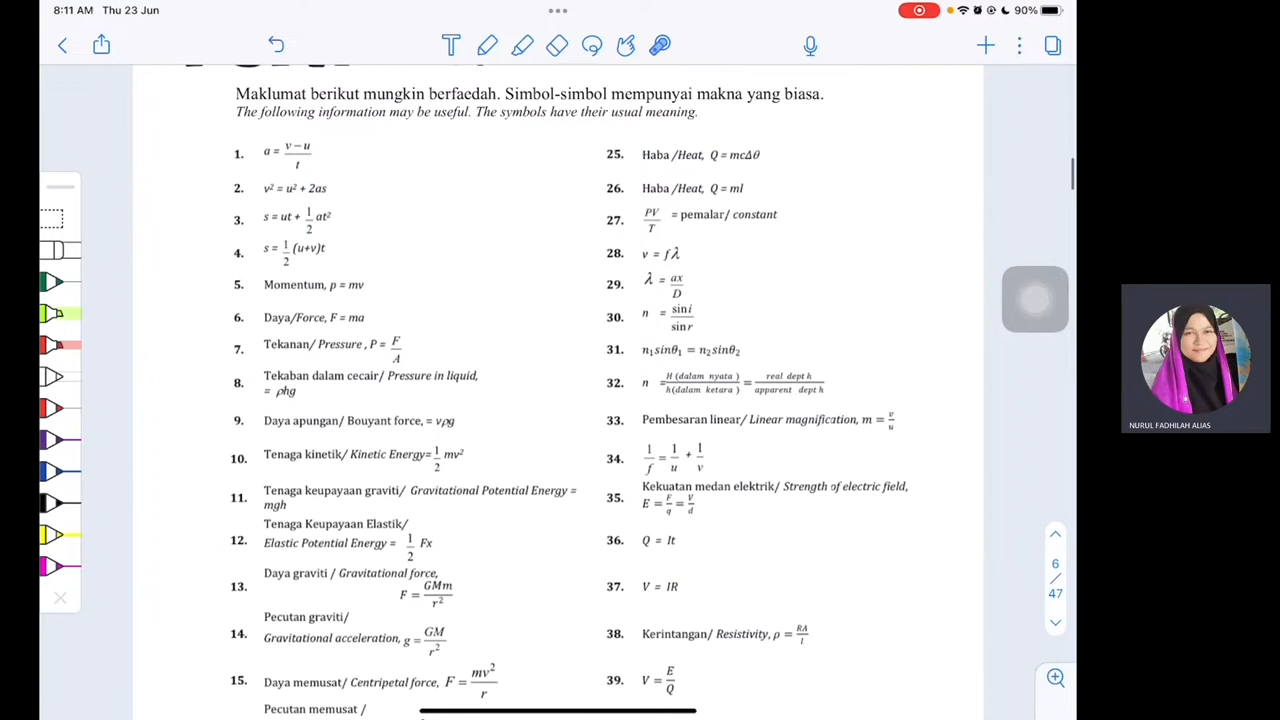 8:11 AM Thu 23 Jun
90%
Maklumat berikut mungkin berfaedah. Simbol-simbol mempunyai makna yang biasa.
The following information may be useful. The symbols have their usual meaning.
1. a = v − u / t
2. v² = u² + 2as
3. s = ut + 1/2 at²
4. s = 1/2 (u+v)t
5. Momentum, p = mv
6. Daya/Force, F = ma
7. Tekanan/ Pressure , P = F/A
8. Tekaban dalam cecair/ Pressure in liquid,
= ρhg
9. Daya apungan/ Bouyant force, = vρg
10. Tenaga kinetik/ Kinetic Energy= 1/2 mv²
11. Tenaga keupayaan graviti/ Gravitational Potential Energy =
mgh
Tenaga Keupayaan Elastik/
12. Elastic Potential Energy = 1/2 Fx
Daya graviti / Gravitational force,
13. F = GMm/r²
Pecutan graviti/
14. Gravitational acceleration, g = GM/r²
15. Daya memusat/ Centripetal force, F = mv²/r
Pecutan memusat /
25. Haba /Heat, Q = mcΔθ
26. Haba /Heat, Q = ml
27. PV/T = pemalar/ constant
28. v = fλ
29. λ = ax/D
30. n = sin i/sin r
31. n₁sinθ₁ = n₂sinθ₂
32. n = H (dalam nyata )/h(dalam ketara ) = real dept h/apparent dept h
33. Pembesaran linear/ Linear magnification, m = v/u
34. 1/f = 1/u + 1/v
Kekuatan medan elektrik/ Strength of electric field,
35. E = F/q = V/d
36. Q = It
37. V = IR
38. Kerintangan/ Resistivity, ρ = RA/l
39. V = E/Q
6
/
47
NURUL FADHILAH ALIAS